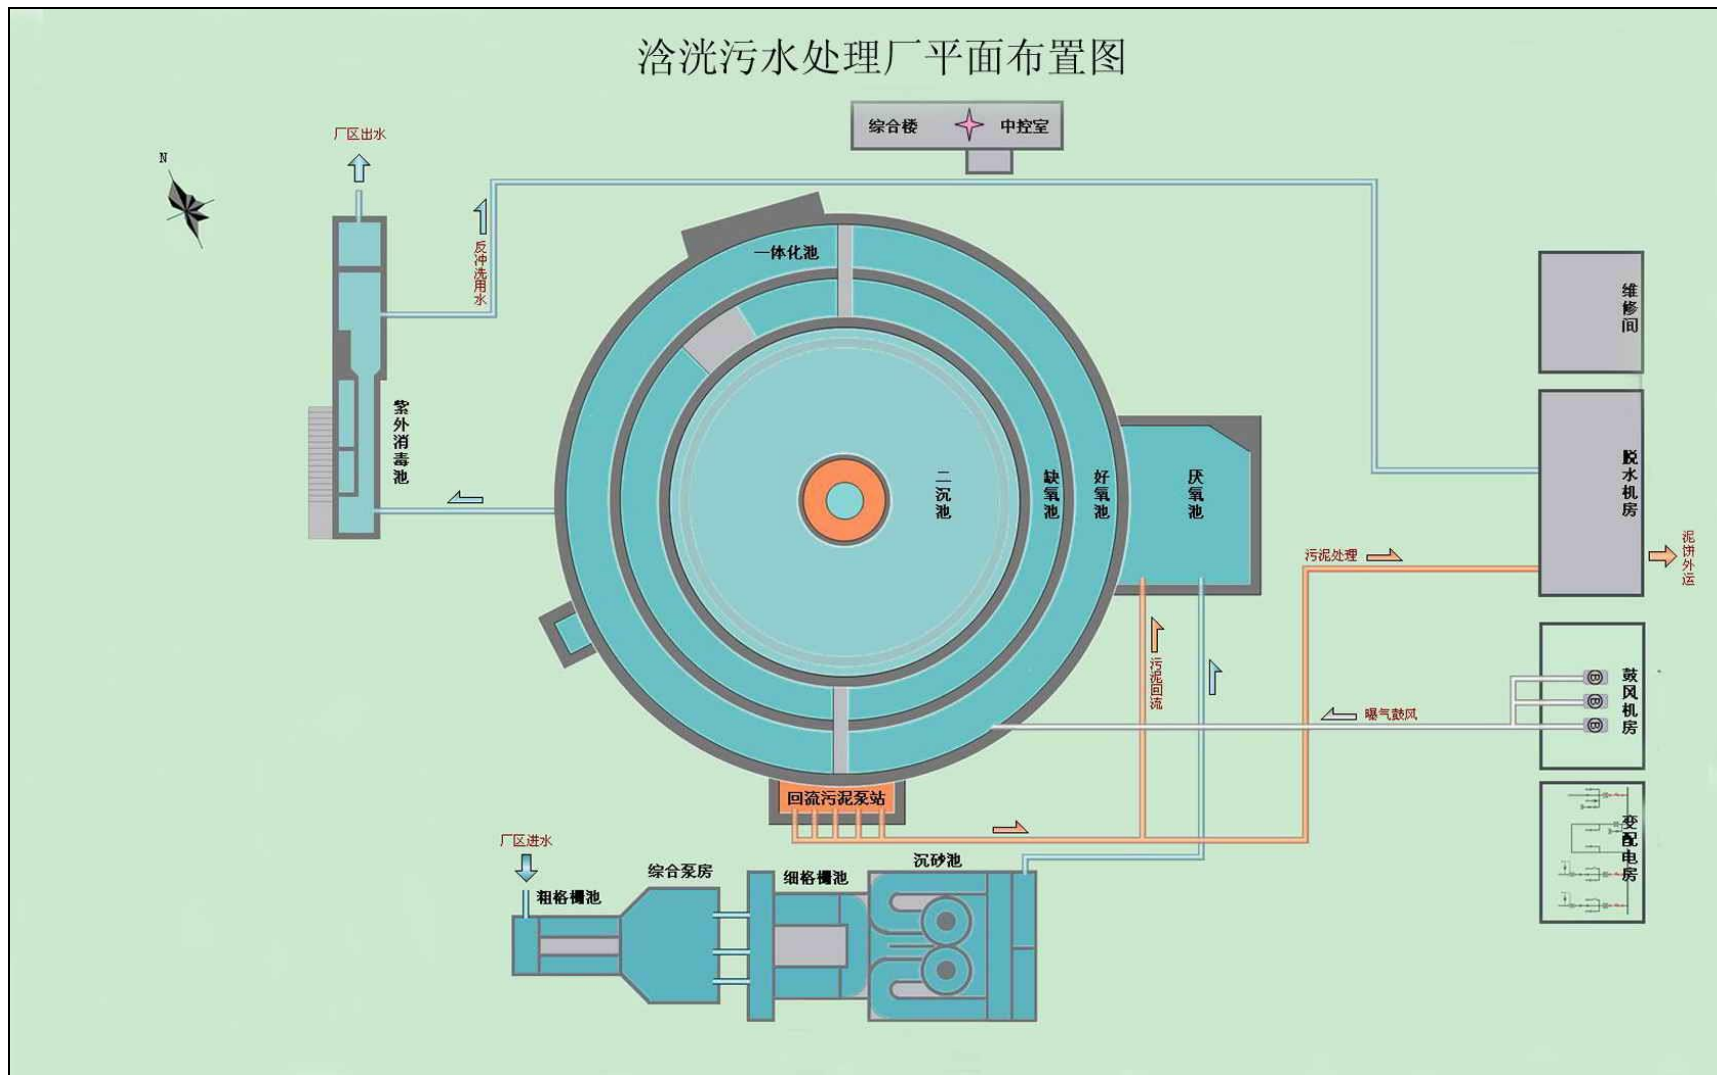 浛洸污水处理厂平面布置图
综合楼
中控室
厂区出水
N
反冲洗用水
一体化池
维修间
紫外消毒池
二沉池
缺氧池
好氧池
厌氧池
脱水机房
污泥处理
泥饼外运
污泥回流
曝气鼓风
鼓风机房
回流污泥泵站
变配电房
厂区进水
粗格栅池
综合泵房
细格栅池
沉砂池